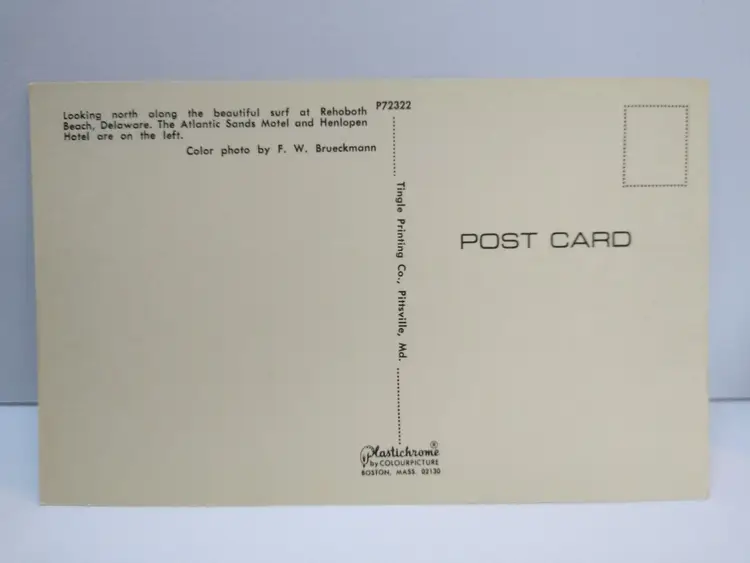 Looking north along the beautiful surf at Rehoboth
Beach, Delaware. The Atlantic Sands Motel and Henlopen
Hotel are on the left.
Color photo by F. W. Brueckmann
P72322
Tingle Printing Co., Pittsville, Md.
POST CARD
Plastichrome®
by COLOURPICTURE
BOSTON, MASS. 02130